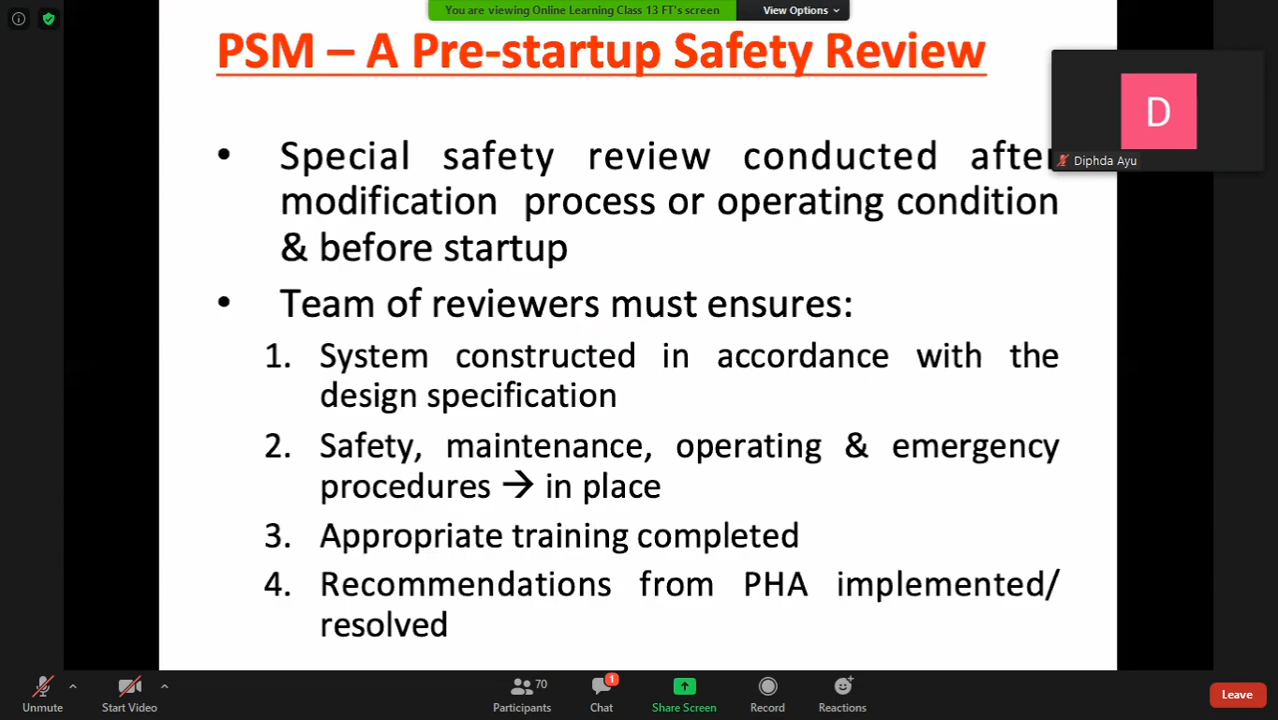 You are viewing Online Learning Class 13 FT's screen
View Options
PSM – A Pre-startup Safety Review
D
Diphda Ayu
• Special safety review conducted after
modification process or operating condition
& before startup
• Team of reviewers must ensures:
1. System constructed in accordance with the
design specification
2. Safety, maintenance, operating & emergency
procedures → in place
3. Appropriate training completed
4. Recommendations from PHA implemented/
resolved
Unmute
Start Video
70
Participants
1
Chat
Share Screen
Record
Reactions
Leave